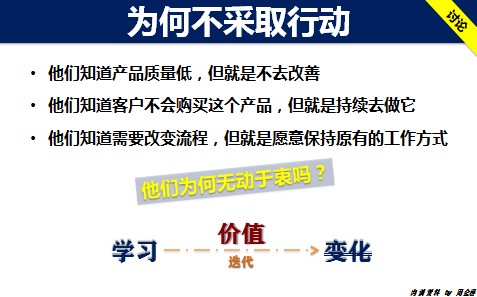 为何不采取行动
讨论
• 他们知道产品质量低，但就是不去改善
• 他们知道客户不会购买这个产品，但就是持续去做它
• 他们知道需要改变流程，但就是愿意保持原有的工作方式
他们为何无动于衷吗？
价值
学习
变化
迭代
内训资料 by